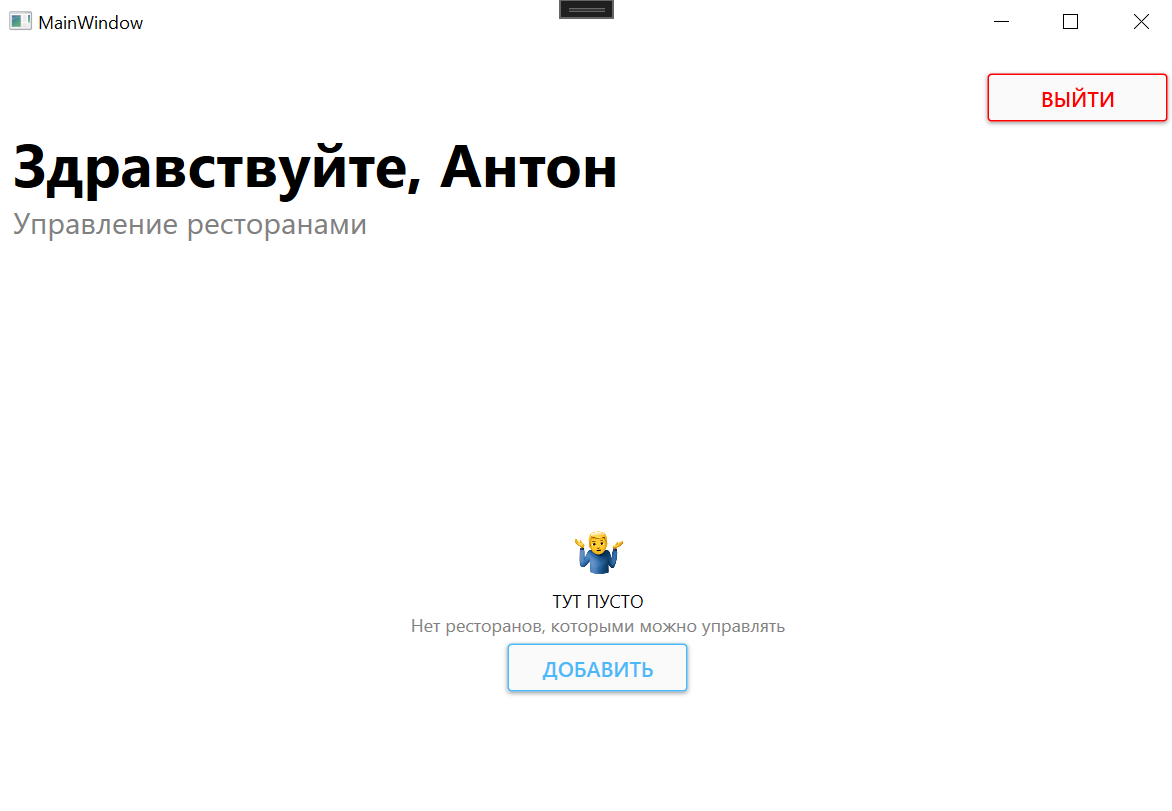 MainWindow
ВЫЙТИ
Здравствуйте, Антон
Управление ресторанами
ТУТ ПУСТО
Нет ресторанов, которыми можно управлять
ДОБАВИТЬ